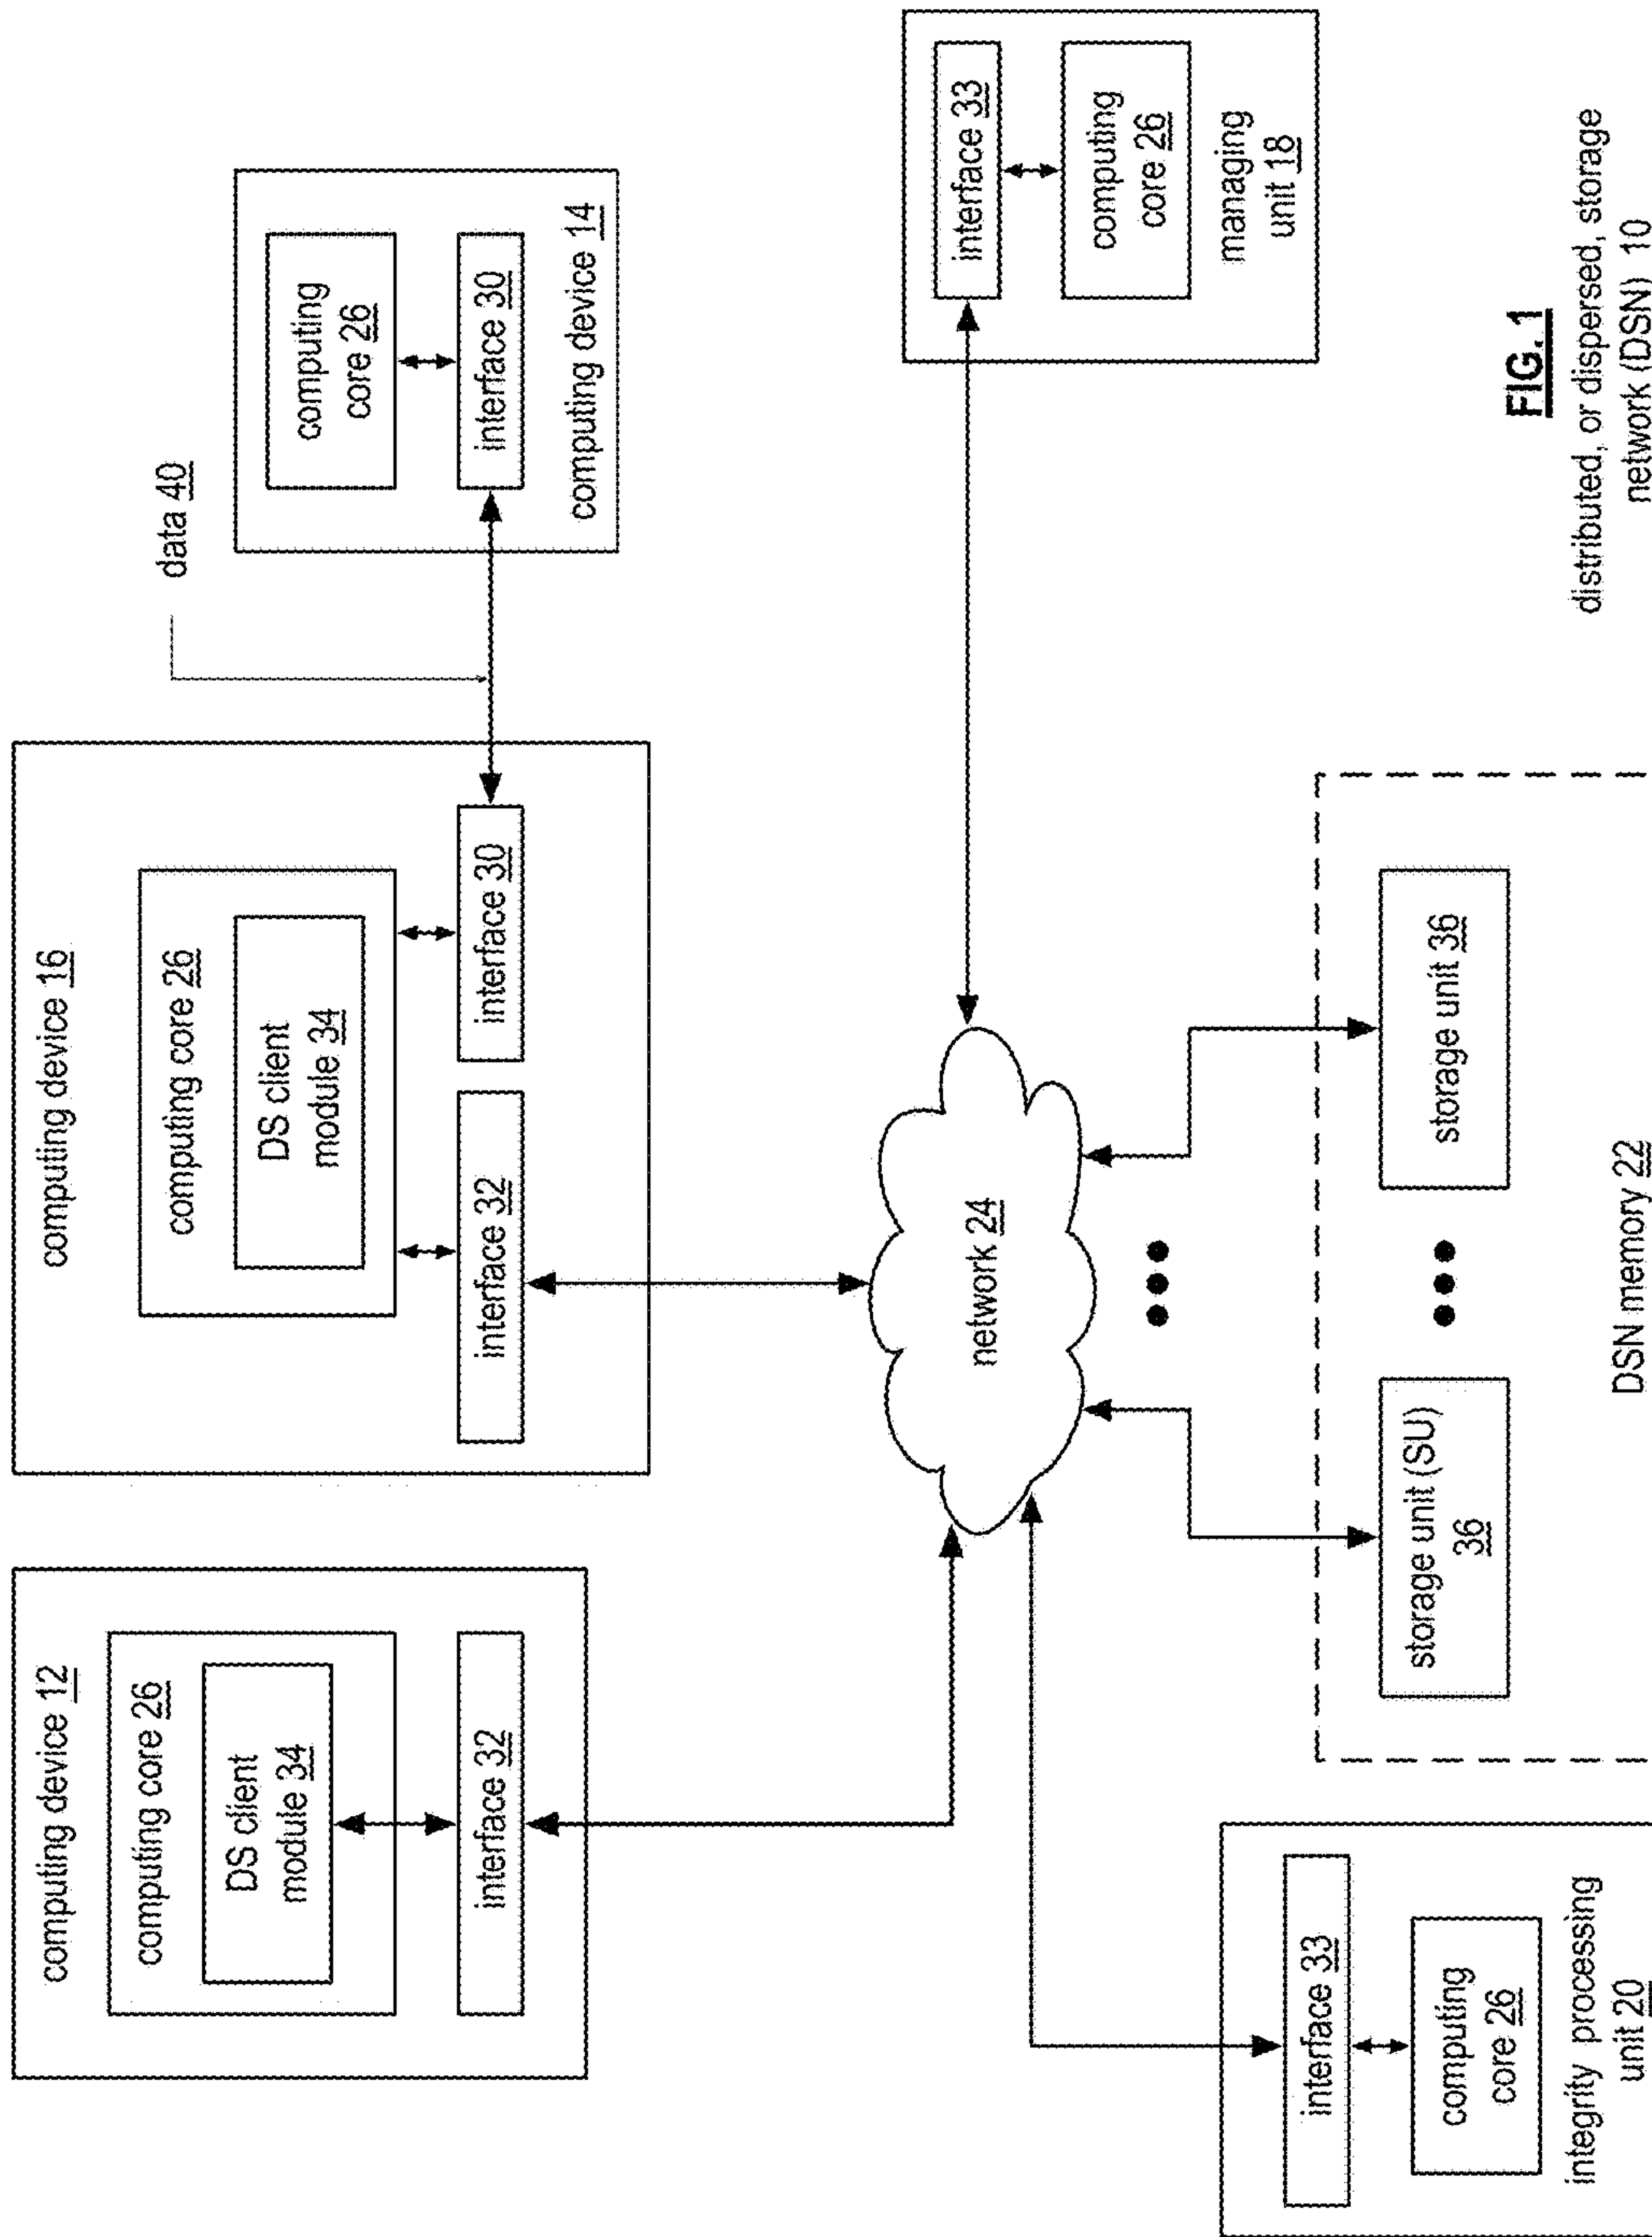 computing device 12
computing core 26
DS client
module 34
interface 32
computing device 16
computing core 26
DS client
module 34
interface 32
interface 30
data 40
computing
core 26
interface 30
computing device 14
network 24
interface 33
computing
core 26
managing
unit 18
interface 33
computing
core 26
integrity processing
unit 20
storage unit (SU)
36
storage unit 36
DSN memory 22
FIG. 1
distributed, or dispersed, storage
network (DSN) 10